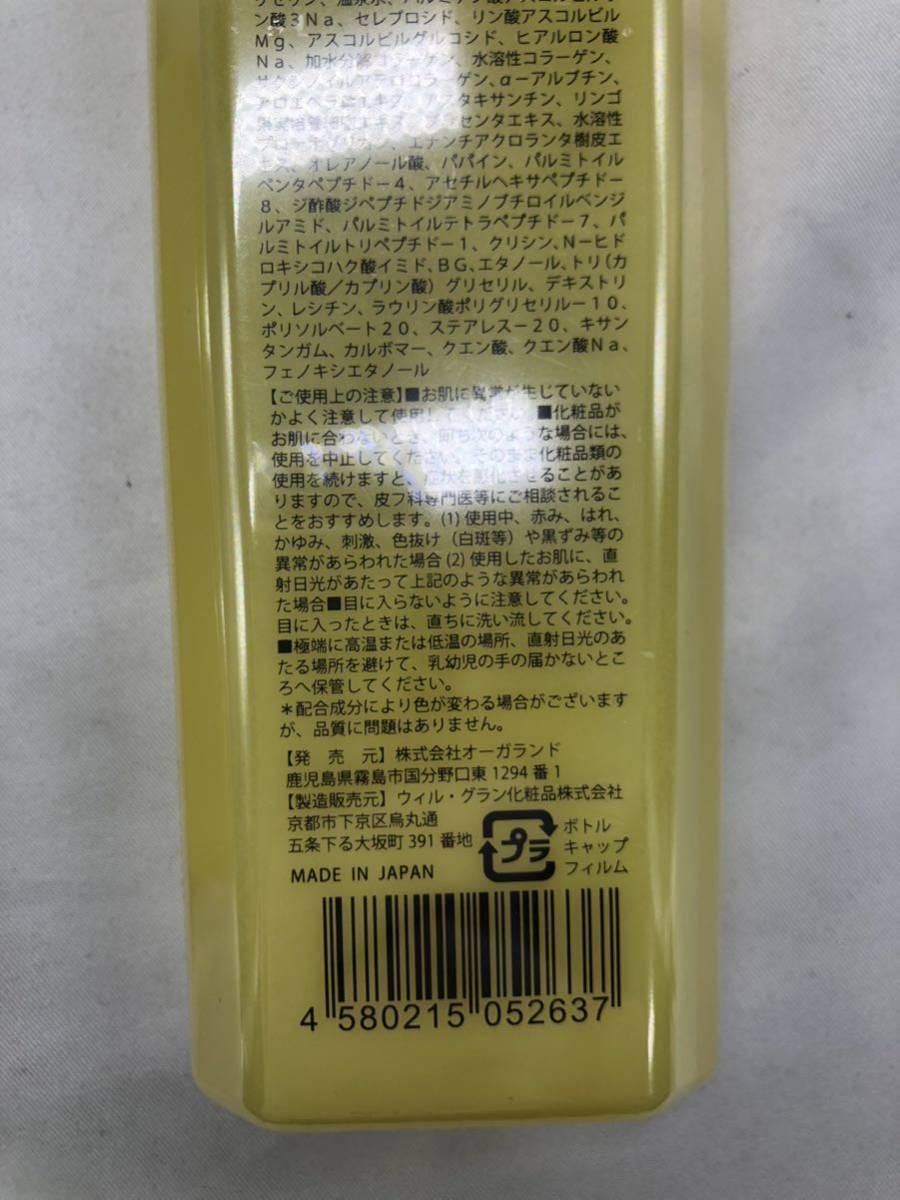 ン酸３Ｎａ、セレブロシド、リン酸アスコルビル
Ｍｇ、アスコルビルグルコシド、ヒアルロン酸
Ｎａ、加水分解コラーゲン、水溶性コラーゲン、
コラーゲン、α－アルブチン、
アスタキサンチン、リンゴ
プラセンタエキス、水溶性
エナンチアクロランタ樹皮エ
キス、オレアノール酸、パパイン、パルミトイル
ペンタペプチド－４、アセチルヘキサペプチド－
８、ジ酢酸ジペプチドジアミノブチロイルベンジ
ルアミド、パルミトイルテトラペプチド－７、パ
ルミトイルトリペプチド－１、クリシン、Ｎ－ヒド
ロキシコハク酸イミド、ＢＧ、エタノール、トリ（カ
プリル酸／カプリン酸）グリセリル、デキストリ
ン、レシチン、ラウリン酸ポリグリセリル－１０、
ポリソルベート２０、ステアレス－２０、キサン
タンガム、カルボマー、クエン酸、クエン酸Ｎａ、
フェノキシエタノール
【ご使用上の注意】■お肌に異常が生じていない
かよく注意して使用してください。■化粧品が
お肌に合わないとき、即ち次のような場合には、
使用を中止してください。そのまま化粧品類の
使用を続けますと、症状を悪化させることがあ
りますので、皮フ科専門医等にご相談されるこ
とをおすすめします。(1) 使用中、赤み、はれ、
かゆみ、刺激、色抜け（白斑等）や黒ずみ等の
異常があらわれた場合 (2) 使用したお肌に、直
射日光があたって上記のような異常があらわれ
た場合■目に入らないように注意してください。
目に入ったときは、直ちに洗い流してください。
■極端に高温または低温の場所、直射日光のあ
たる場所を避けて、乳幼児の手の届かないとこ
ろへ保管してください。
＊配合成分により色が変わる場合がございます
が、品質に問題はありません。
【発　売　元】株式会社オーガランド
鹿児島県霧島市国分野口東 1294 番 1
【製造販売元】ウィル・グラン化粧品株式会社
京都市下京区烏丸通
五条下る大坂町 391 番地
プラ
ボトル
キャップ
フィルム
MADE IN JAPAN
4 580215 052637